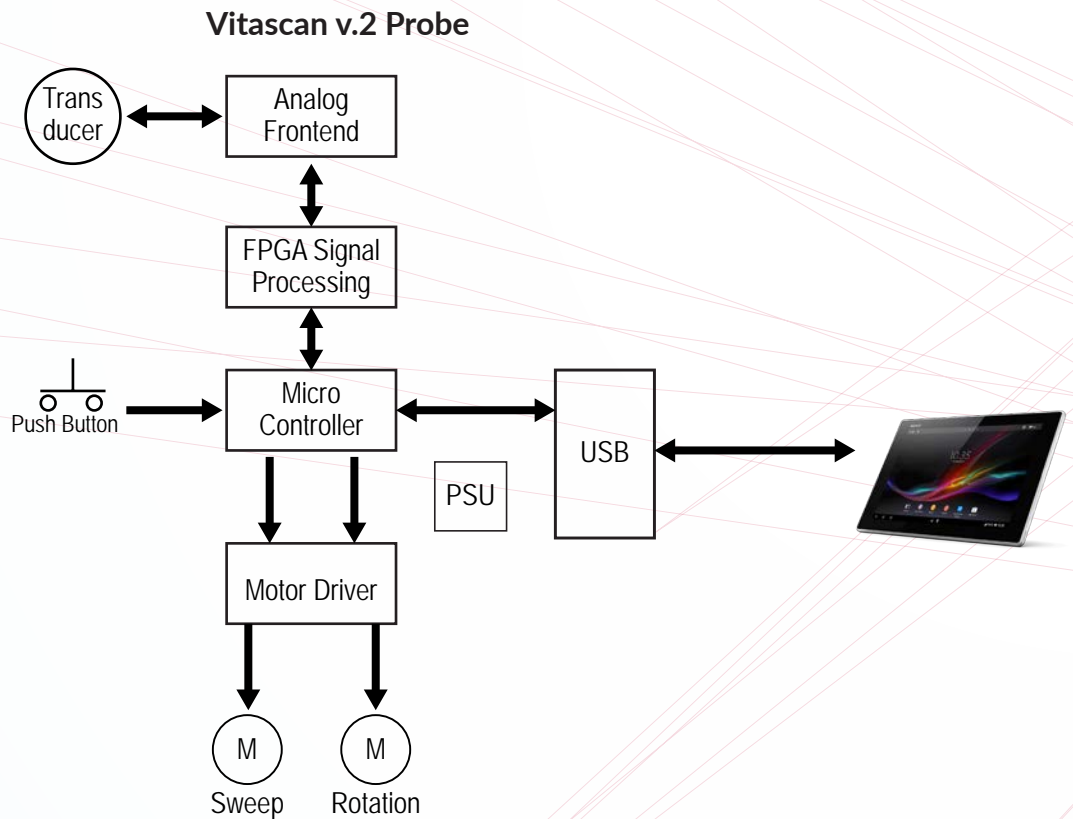 Vitascan v.2 Probe
Trans
ducer
Analog
Frontend
FPGA Signal
Processing
Push Button
Micro
Controller
USB
PSU
Motor Driver
M
M
Sweep
Rotation